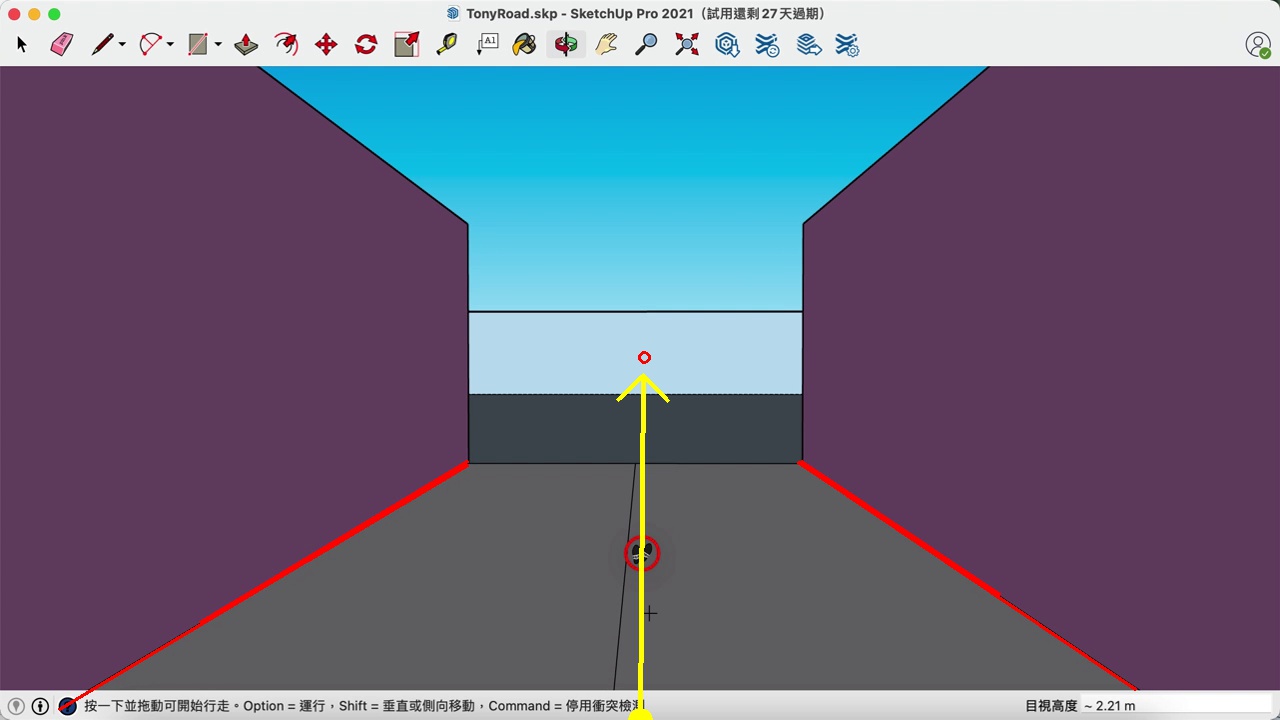 TonyRoad.skp - SketchUp Pro 2021（試用還剩 27 天過期）
A1
按一下並拖動可開始行走。Option = 運行，Shift = 垂直或側向移動，Command = 停用衝突檢測
目視高度 ~ 2.21 m